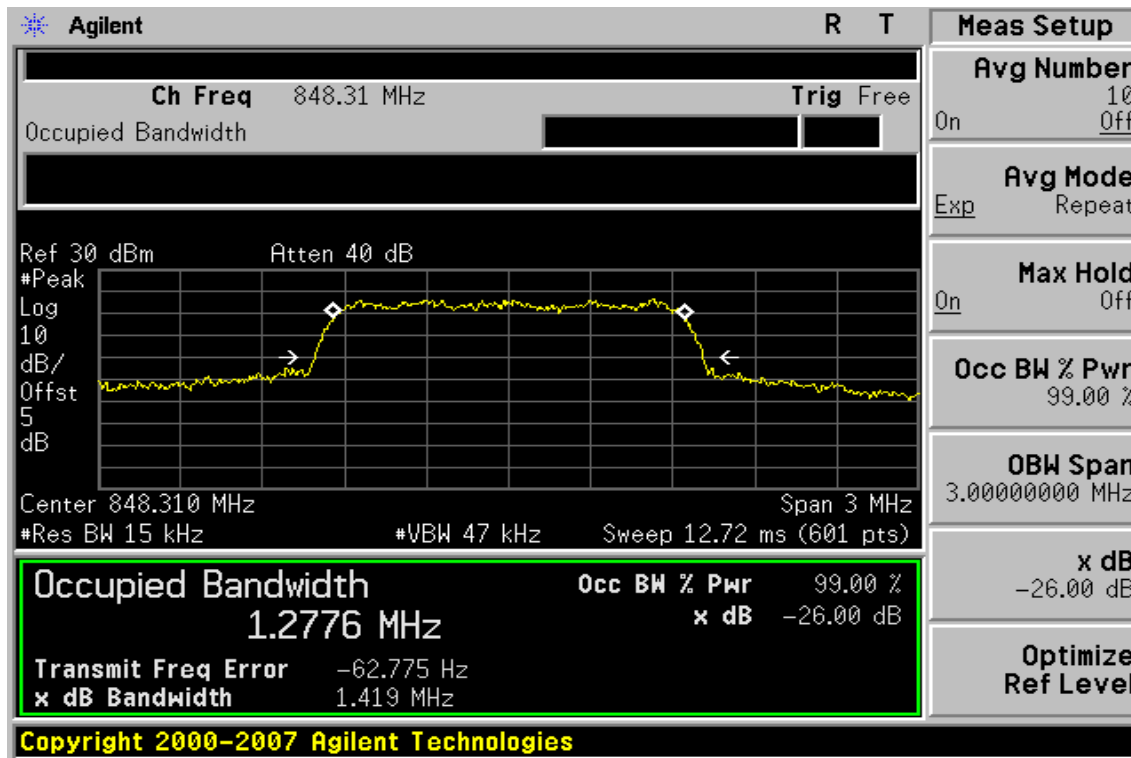 Agilent R T
Ch Freq 848.31 MHz Trig Free
Occupied Bandwidth
Ref 30 dBm Atten 40 dB
#Peak
Log
10
dB/
Offst
5
dB
Center 848.310 MHz Span 3 MHz
#Res BW 15 kHz #VBW 47 kHz Sweep 12.72 ms (601 pts)
Occupied Bandwidth Occ BW % Pwr 99.00 %
1.2776 MHz x dB -26.00 dB
Transmit Freq Error -62.775 Hz
x dB Bandwidth 1.419 MHz
Copyright 2000-2007 Agilent Technologies
Meas Setup
Avg Number
10
On Off
Avg Mode
Exp Repeat
Max Hold
On Off
Occ BW % Pwr
99.00 %
OBW Span
3.00000000 MHz
x dB
-26.00 dB
Optimize
Ref Level